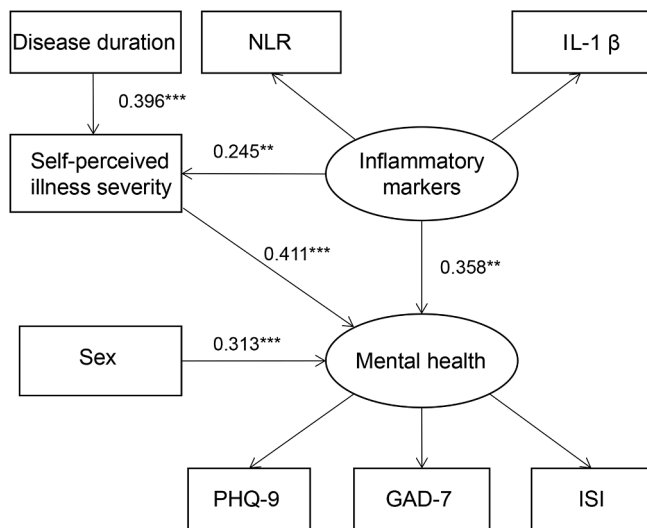 Disease duration
NLR
IL-1 β
0.396***
Self-perceived
illness severity
0.245**
Inflammatory
markers
0.411***
0.358**
Sex
0.313***
Mental health
PHQ-9
GAD-7
ISI